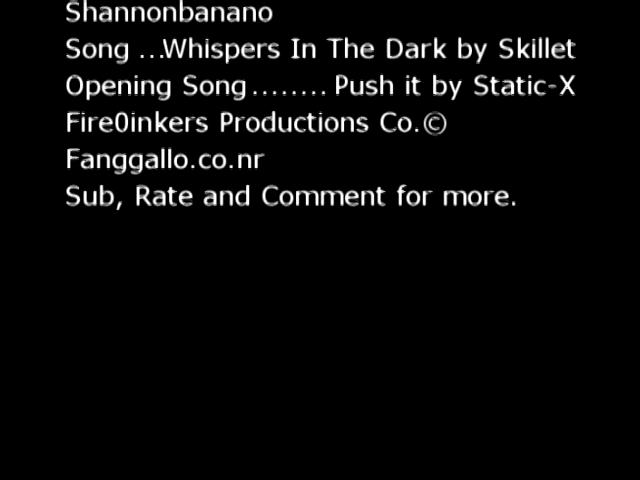 Shannonbanano
Song ...Whispers In The Dark by Skillet
Opening Song........ Push it by Static-X
Fire0inkers Productions Co.©
Fanggallo.co.nr
Sub, Rate and Comment for more.